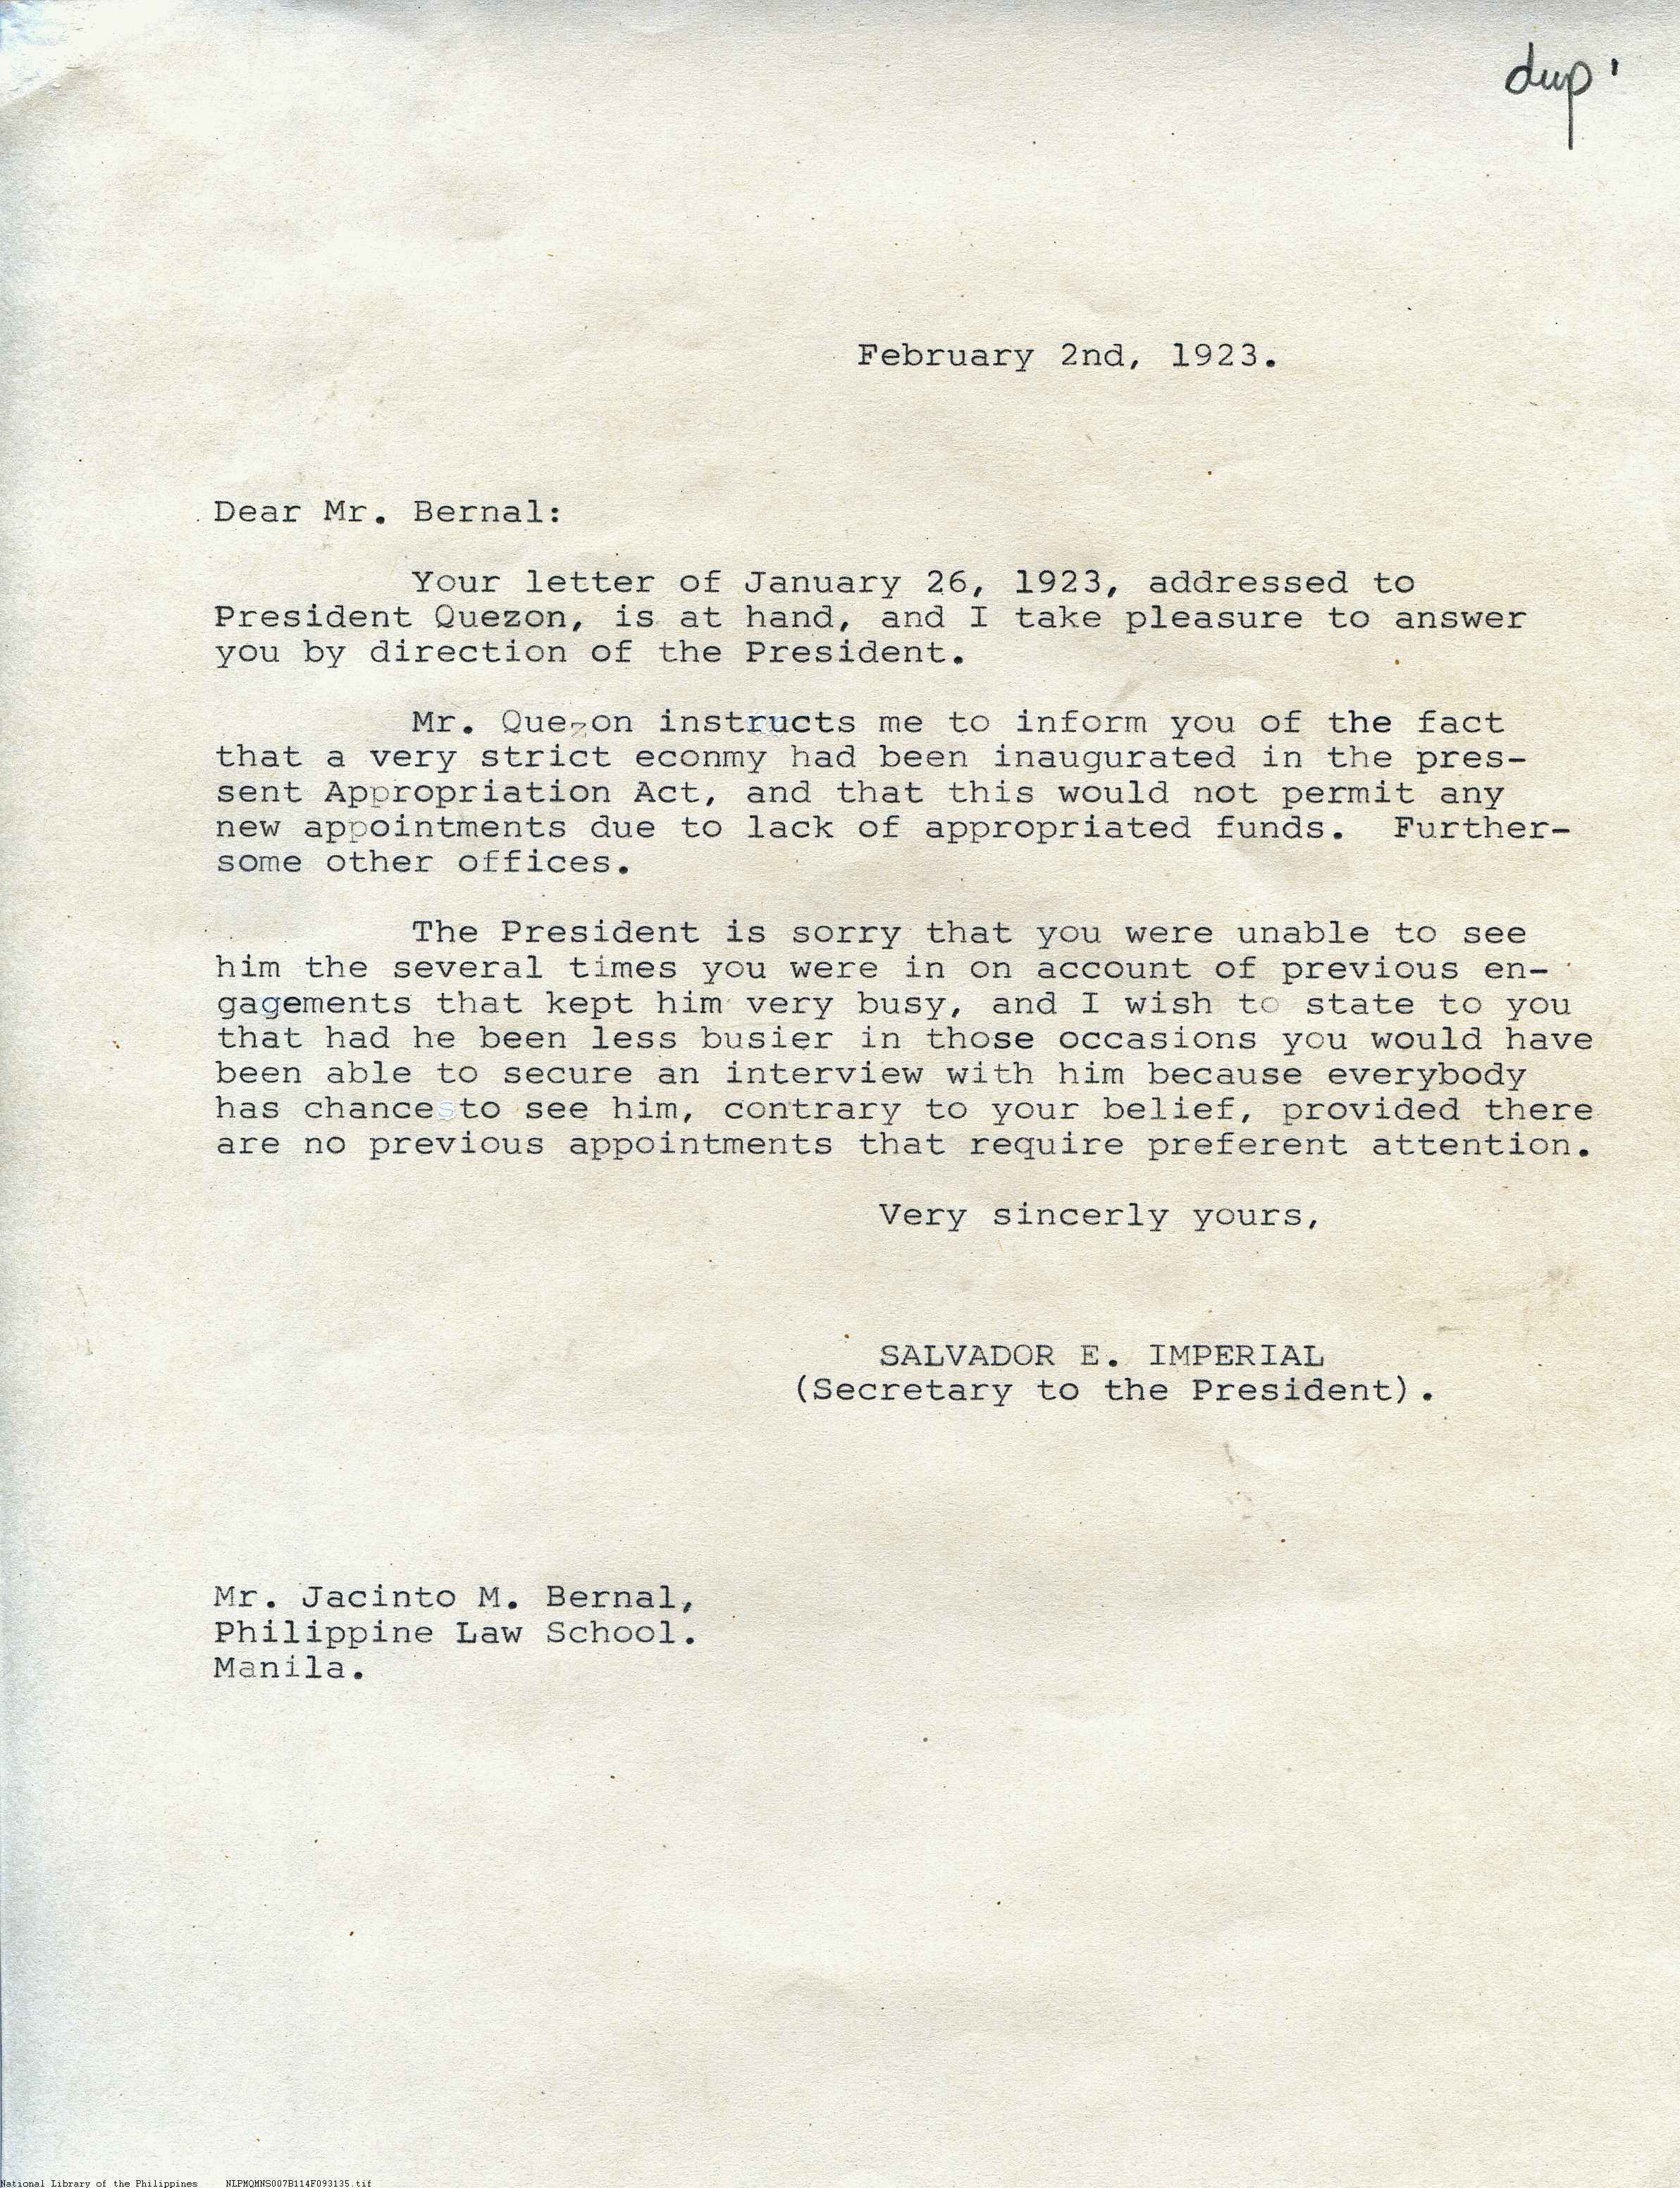 dup'
February 2nd, 1923.
Dear Mr. Bernal:
Your letter of January 26, 1923, addressed to
President Quezon, is at hand, and I take pleasure to answer
you by direction of the President.
Mr. Quezon instructs me to inform you of the fact
that a very strict econmy had been inaugurated in the pres-
sent Appropriation Act, and that this would not permit any
new appointments due to lack of appropriated funds. Further-
some other offices.
The President is sorry that you were unable to see
him the several times you were in on account of previous en-
gagements that kept him very busy, and I wish to state to you
that had he been less busier in those occasions you would have
been able to secure an interview with him because everybody
has chances to see him, contrary to your belief, provided there
are no previous appointments that require preferent attention.
Very sincerly yours,
SALVADOR E. IMPERIAL
(Secretary to the President).
Mr. Jacinto M. Bernal,
Philippine Law School.
Manila.
National Library of the Philippines NLPMQMNS007B114F093135.tif